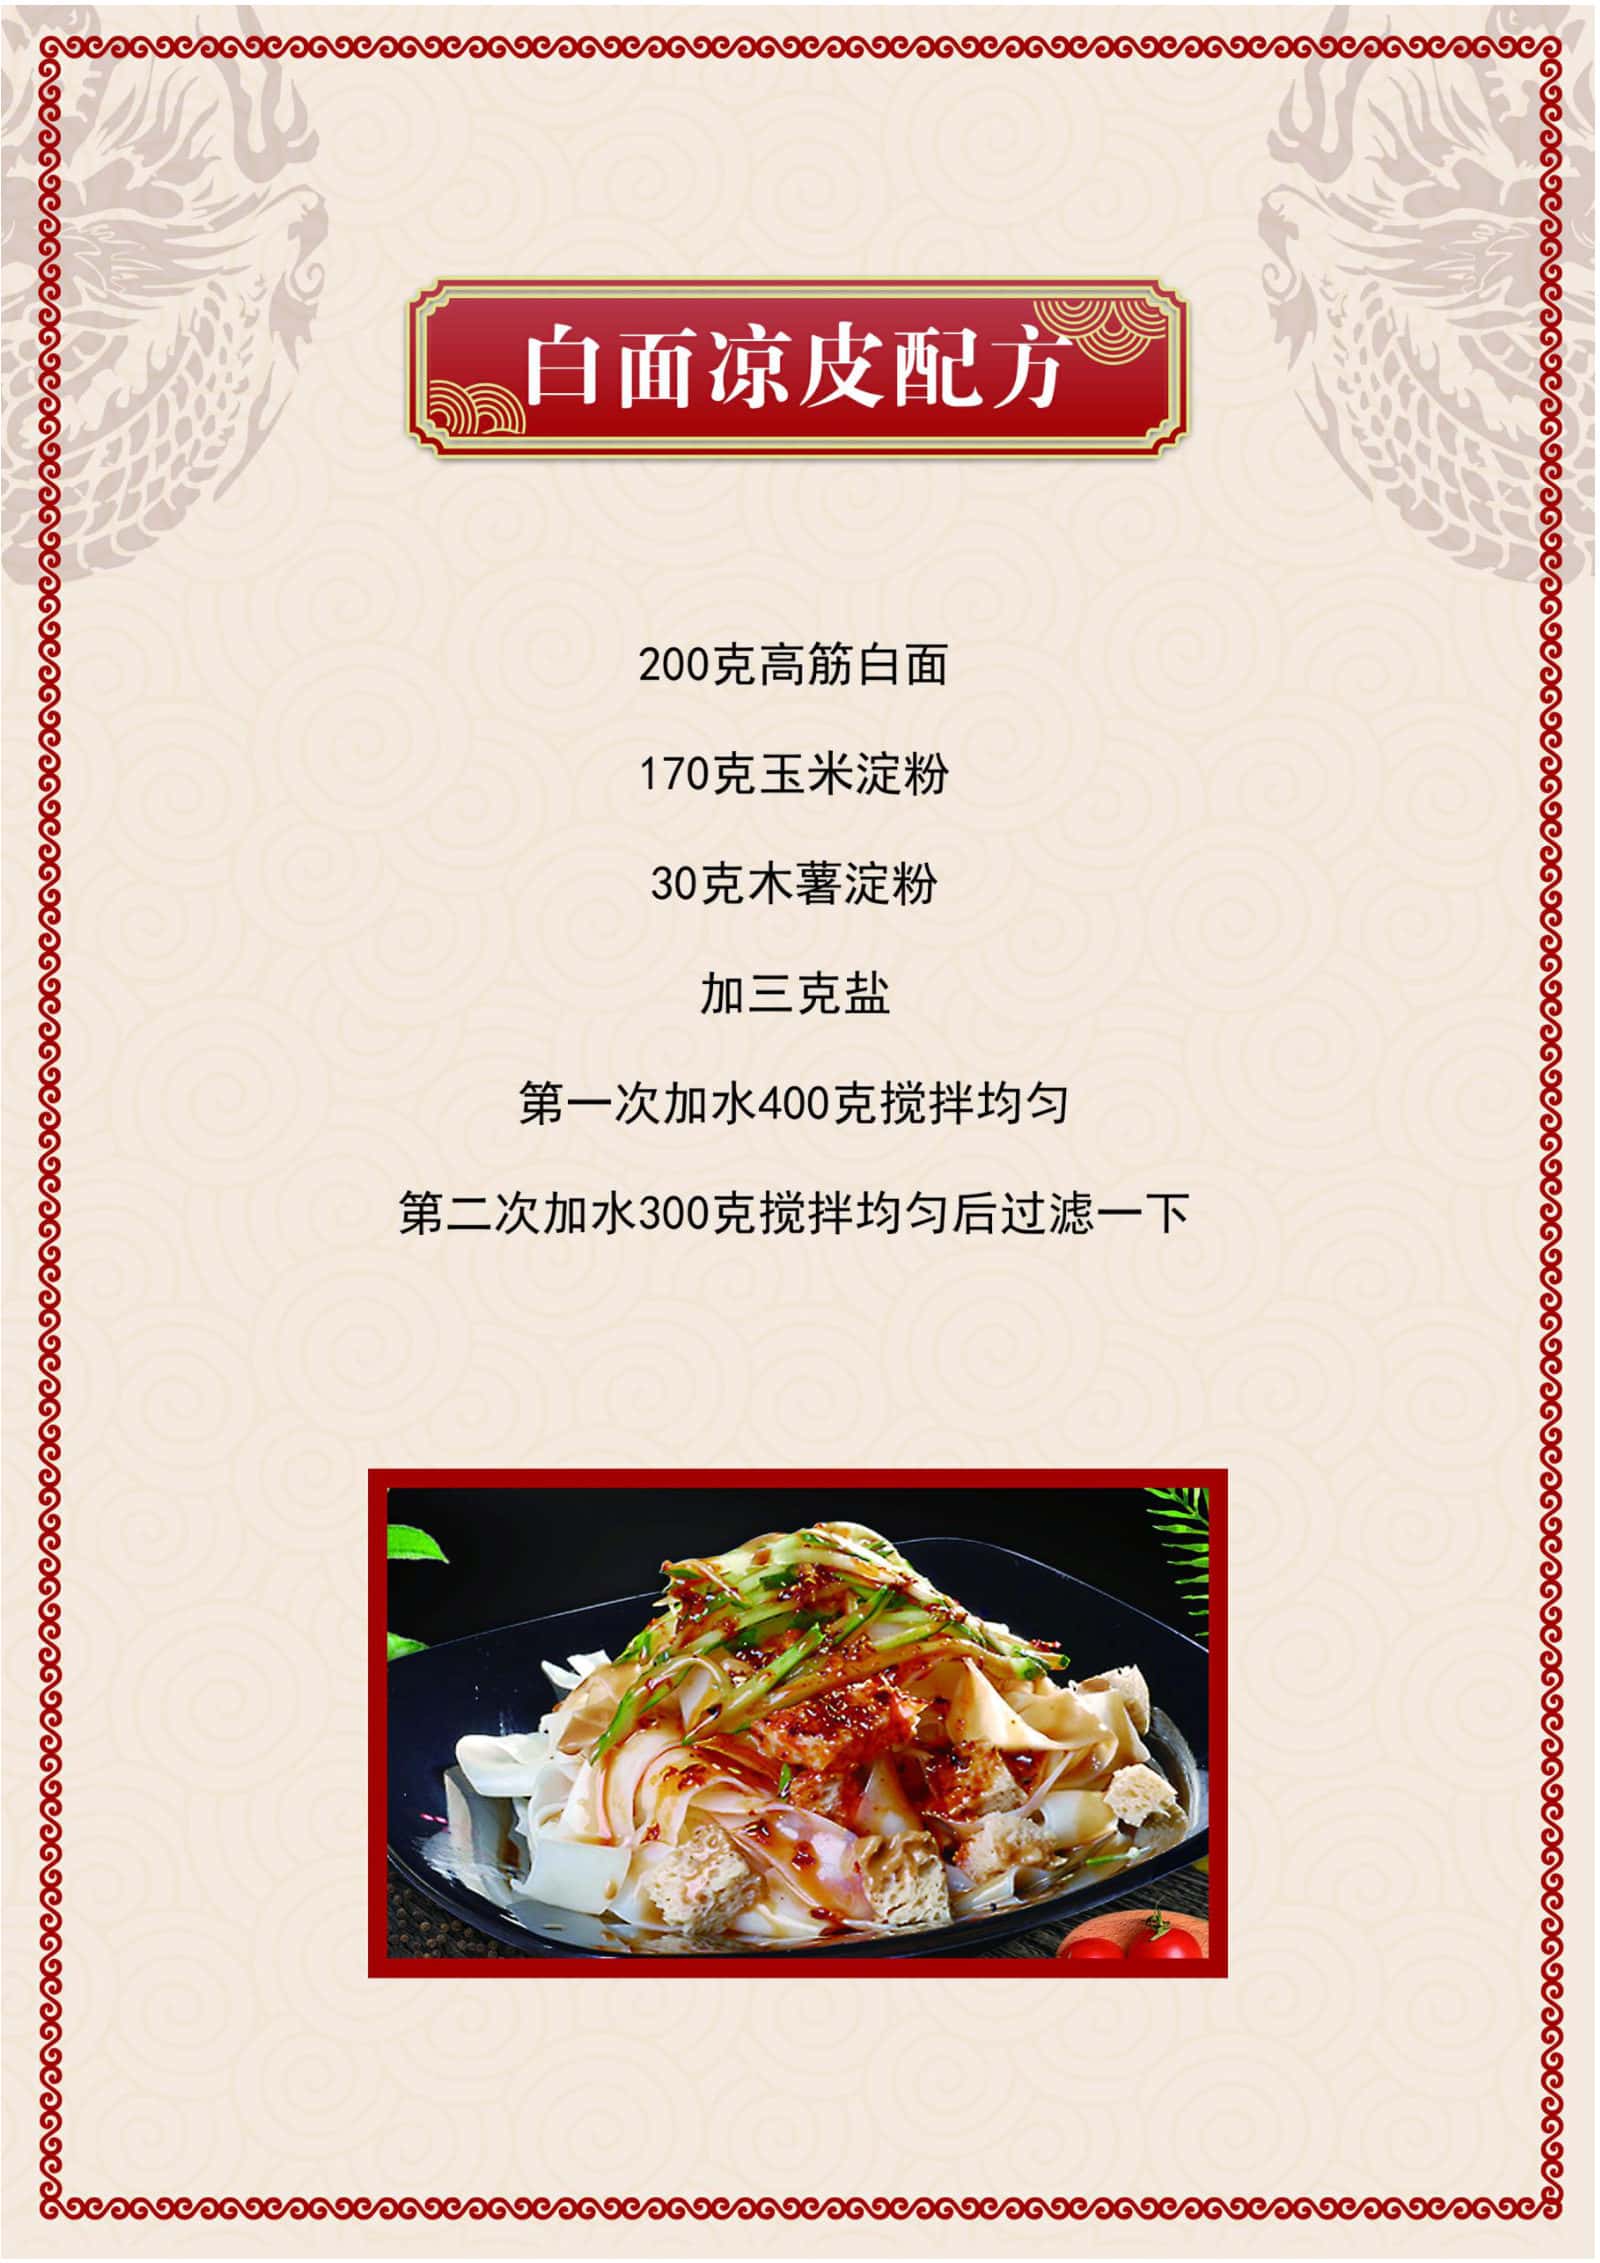 白面凉皮配方
200克高筋白面
170克玉米淀粉
30克木薯淀粉
加三克盐
第一次加水400克搅拌均匀
第二次加水300克搅拌均匀后过滤一下